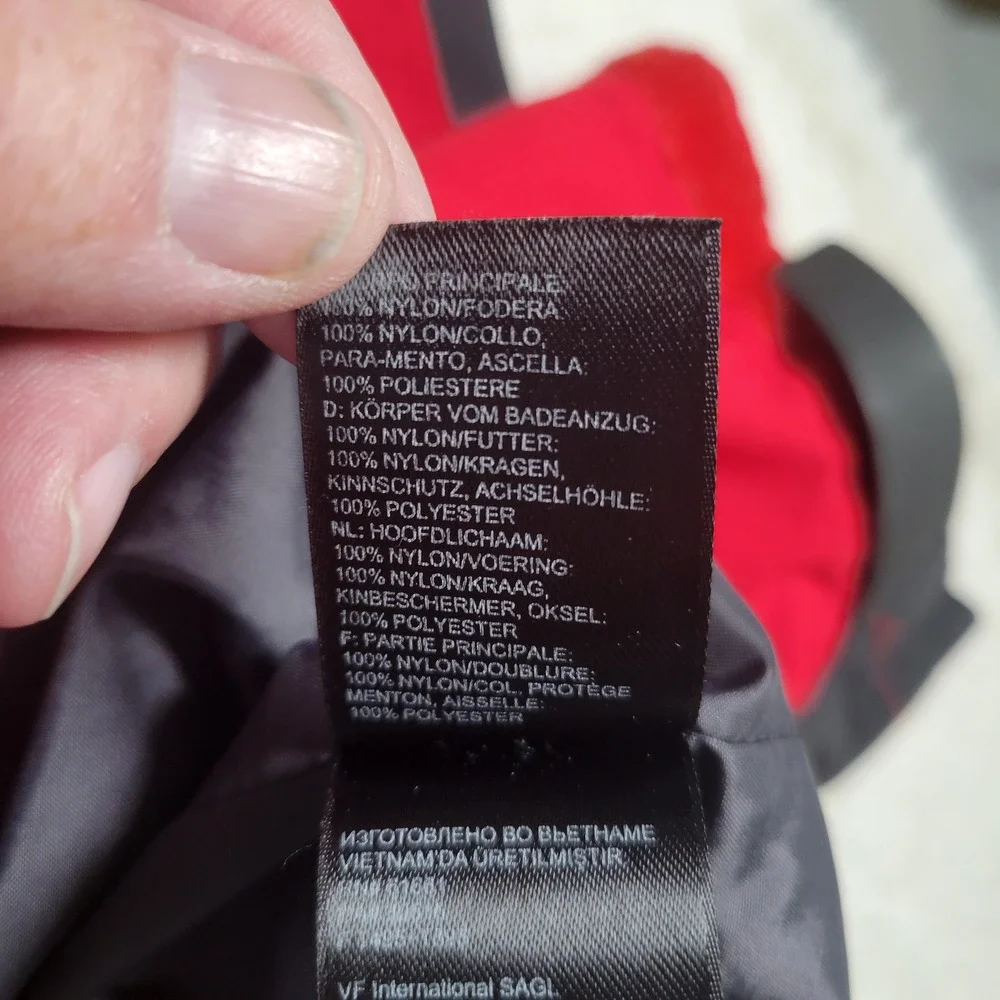 PRINCIPALE:
100% NYLON/FODERA
100% NYLON/COLLO,
PARA-MENTO, ASCELLA:
100% POLIESTERE
D: KÖRPER VOM BADEANZUG:
100% NYLON/FUTTER:
100% NYLON/KRAGEN,
KINNSCHUTZ, ACHSELHÖHLE:
100% POLYESTER
NL: HOOFDLICHAAM:
100% NYLON/VOERING:
100% NYLON/KRAAG,
KINBESCHERMER, OKSEL:
100% POLYESTER
F: PARTIE PRINCIPALE:
100% NYLON/DOUBLURE:
100% NYLON/COL, PROTÈGE
MENTON, AISSELLE:
100% POLYESTER
ИЗГОТОВЛЕНО ВО ВЬЕТНАМЕ
VIETNAM'DA ÜRETILMIŞTIR
VF International SAGL